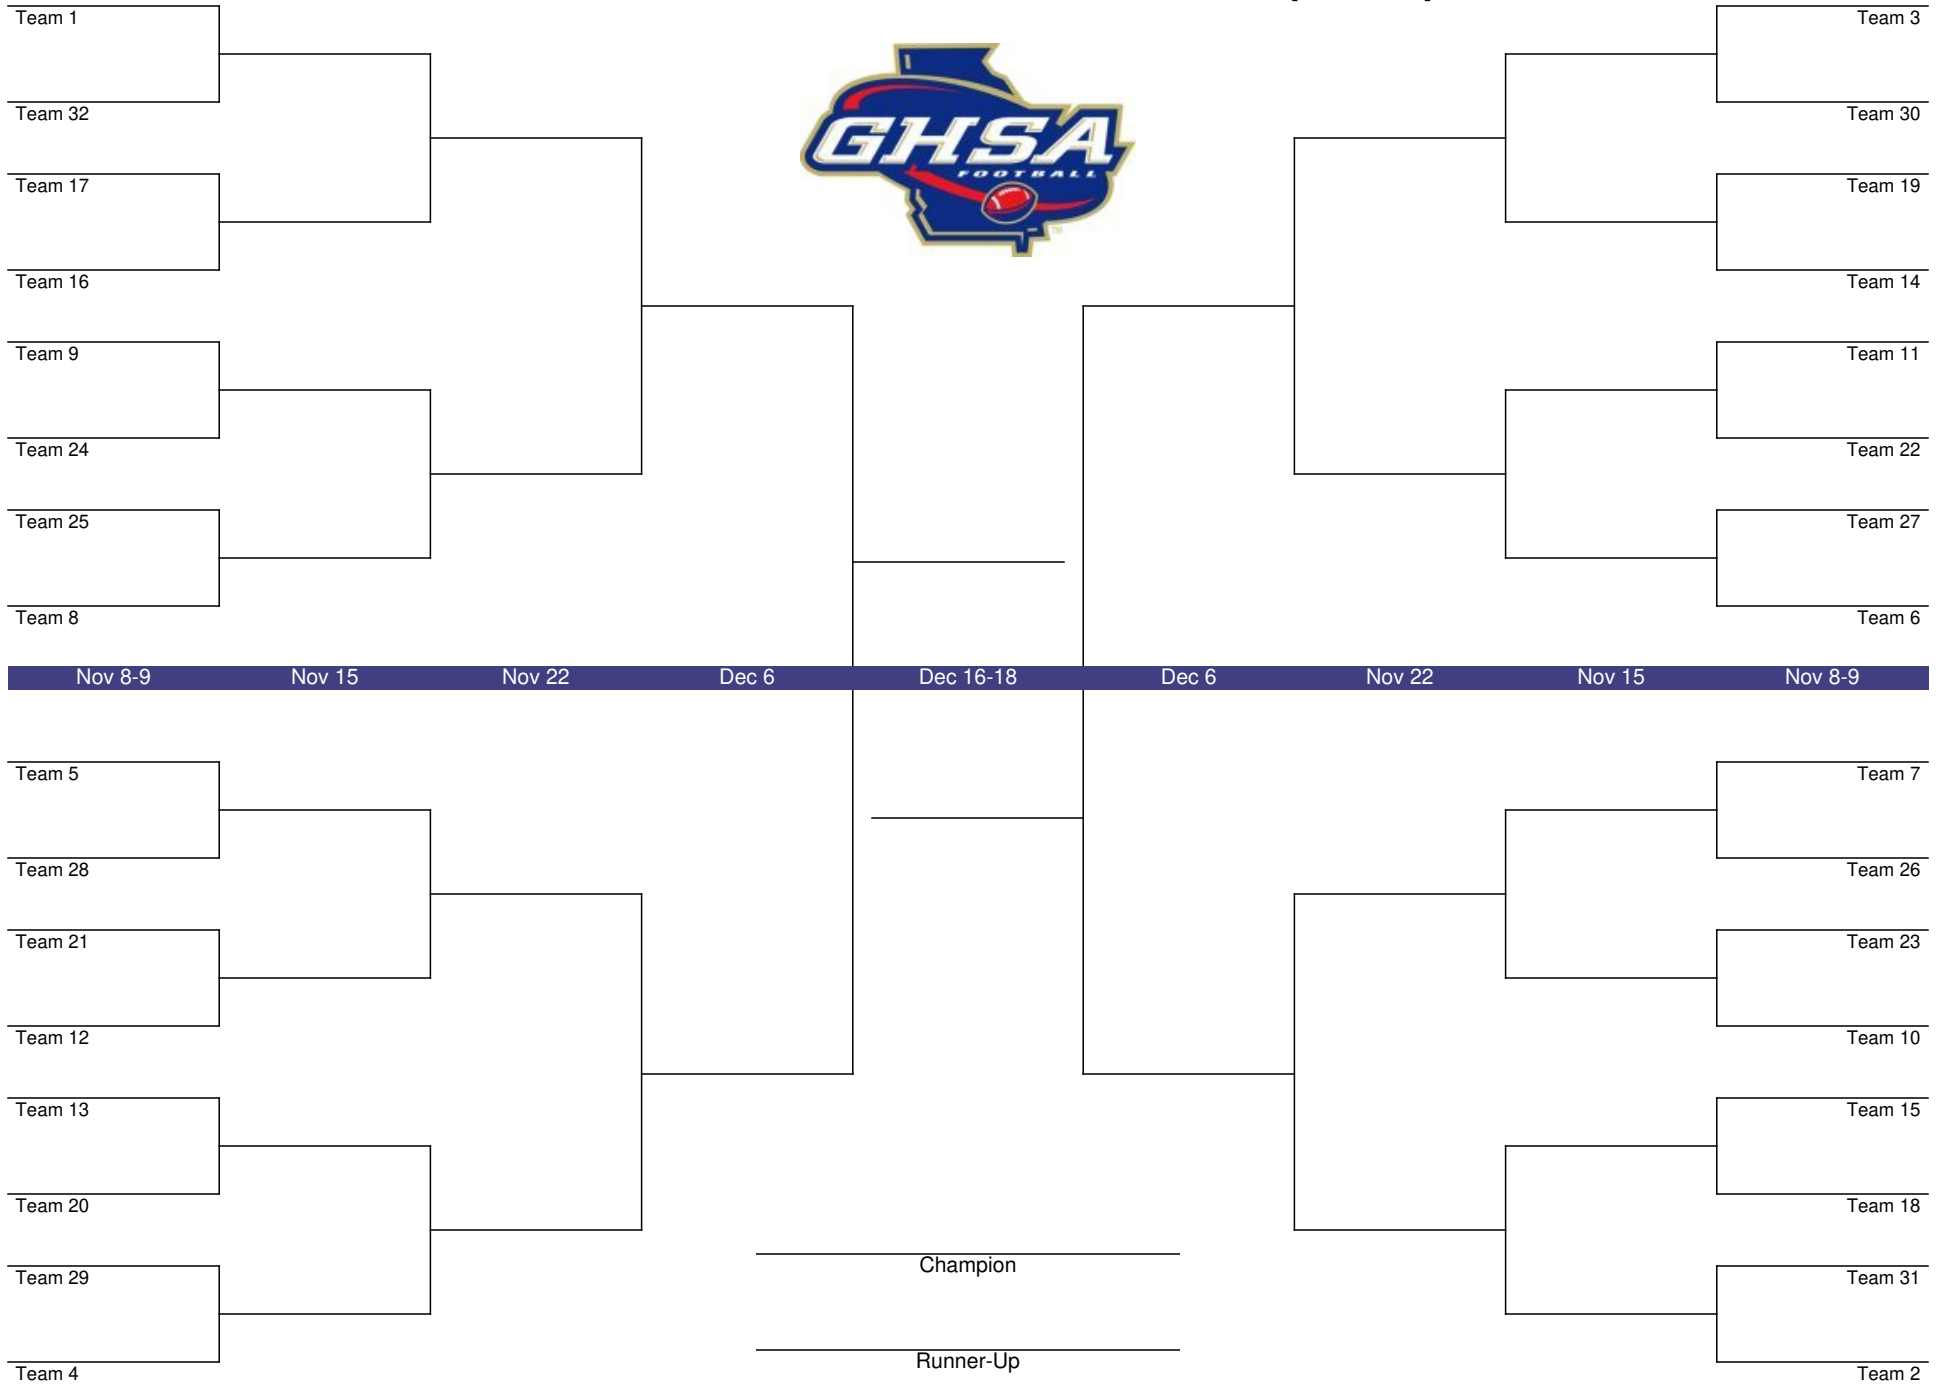 Team 1
Team 32
Team 17
Team 16
Team 9
Team 24
Team 25
Team 8
GHSA
FOOTBALL
TM
Team 3
Team 30
Team 19
Team 14
Team 11
Team 22
Team 27
Team 6
Nov 8-9 Nov 15 Nov 22 Dec 6 Dec 16-18 Dec 6 Nov 22 Nov 15 Nov 8-9
Team 5
Team 28
Team 21
Team 12
Team 13
Team 20
Team 29
Team 4
Champion
Runner-Up
Team 7
Team 26
Team 23
Team 10
Team 15
Team 18
Team 31
Team 2